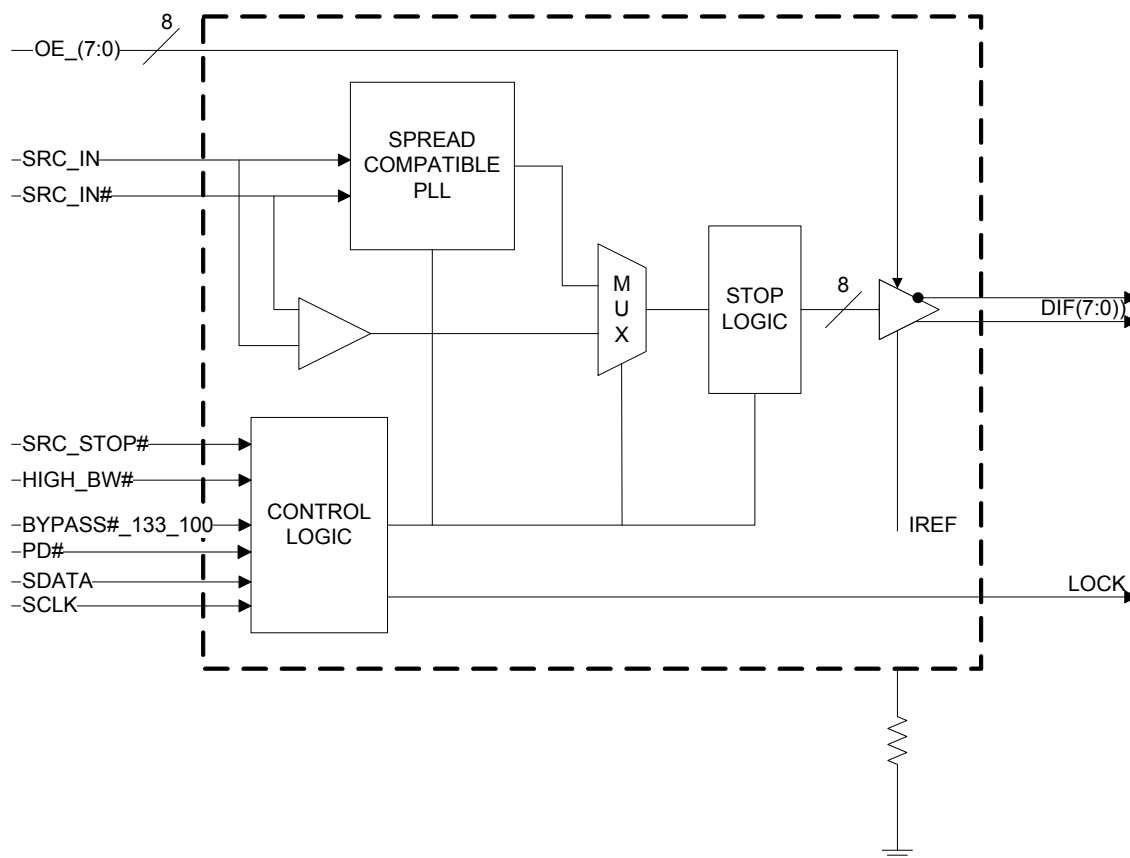 8
OE_(7:0)
SRC_IN
SRC_IN#
SPREAD
COMPATIBLE
PLL
M
U
X
STOP
LOGIC
8
DIF(7:0))
SRC_STOP#
HIGH_BW#
BYPASS#_133_100
PD#
SDATA
SCLK
CONTROL
LOGIC
IREF
LOCK